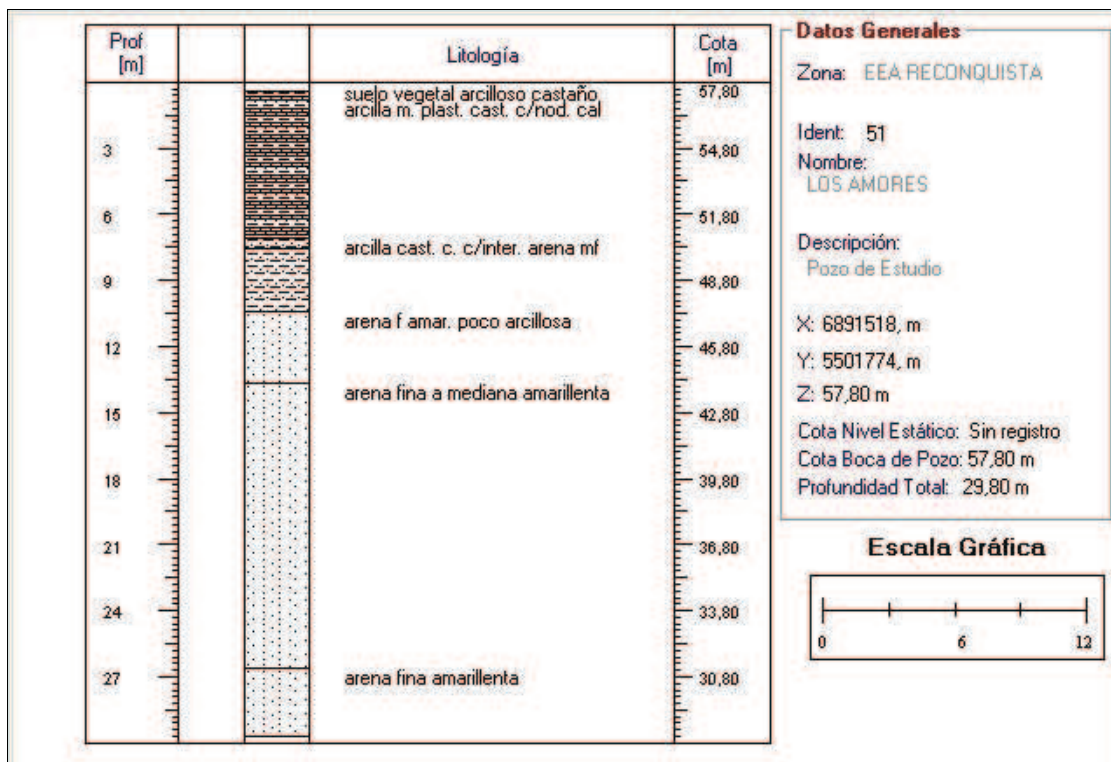 Prof
[m]
Litología
Cota
[m]
suelo vegetal arcilloso castaño
57,80
arcilla m. plast. cast. c/nod. cal
3
54,80
6
51,80
arcilla cast. c. c/inter. arena mf
9
48,80
arena f amar. poco arcillosa
12
45,80
arena fina a mediana amarillenta
15
42,80
18
39,80
21
36,80
24
33,80
27
arena fina amarillenta
30,80
Datos Generales
Zona: EEA RECONQUISTA
Ident: 51
Nombre:
LOS AMORES
Descripción:
Pozo de Estudio
X: 6891518, m
Y: 5501774, m
Z: 57,80 m
Cota Nivel Estático: Sin registro
Cota Boca de Pozo: 57,80 m
Profundidad Total: 29,80 m
Escala Gráfica
0 6 12